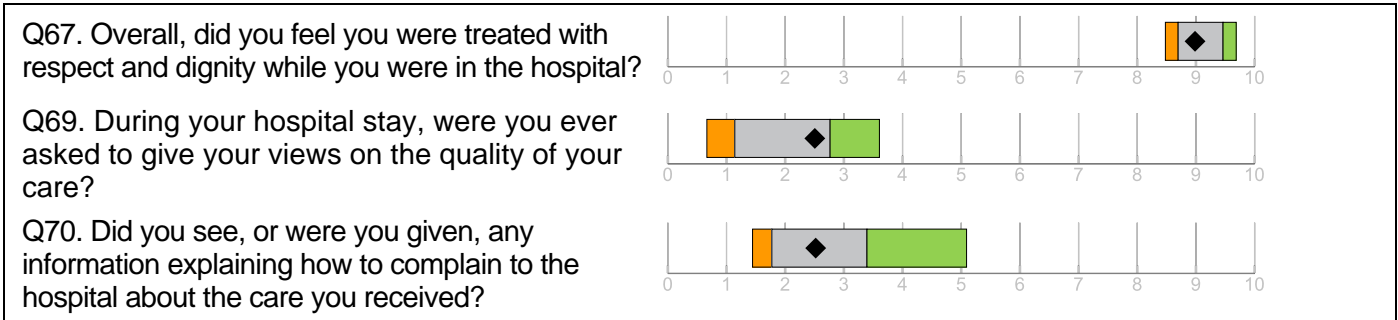 Q67. Overall, did you feel you were treated with
respect and dignity while you were in the hospital?
0 1 2 3 4 5 6 7 8 9 10
Q69. During your hospital stay, were you ever
asked to give your views on the quality of your
care?
0 1 2 3 4 5 6 7 8 9 10
Q70. Did you see, or were you given, any
information explaining how to complain to the
hospital about the care you received?
0 1 2 3 4 5 6 7 8 9 10